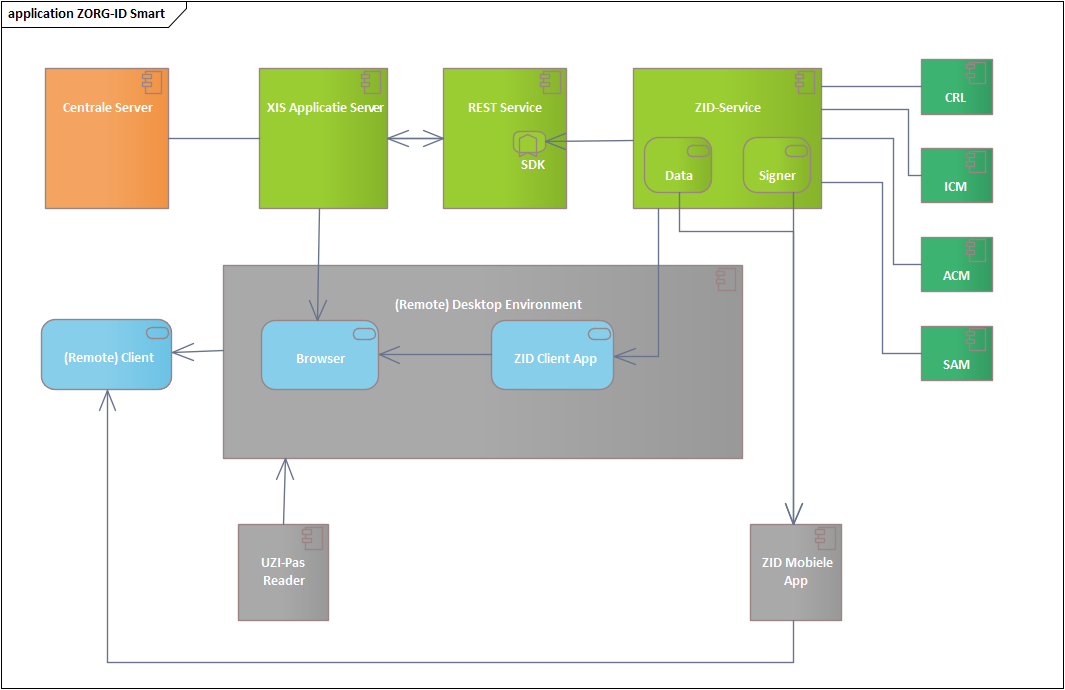 application ZORG-ID Smart
Centrale Server
XIS Applicatie Server
REST Service
SDK
ZID-Service
Data
Signer
CRL
ICM
ACM
SAM
(Remote) Desktop Environment
(Remote) Client
Browser
ZID Client App
UZI-Pas
Reader
ZID Mobiele
App